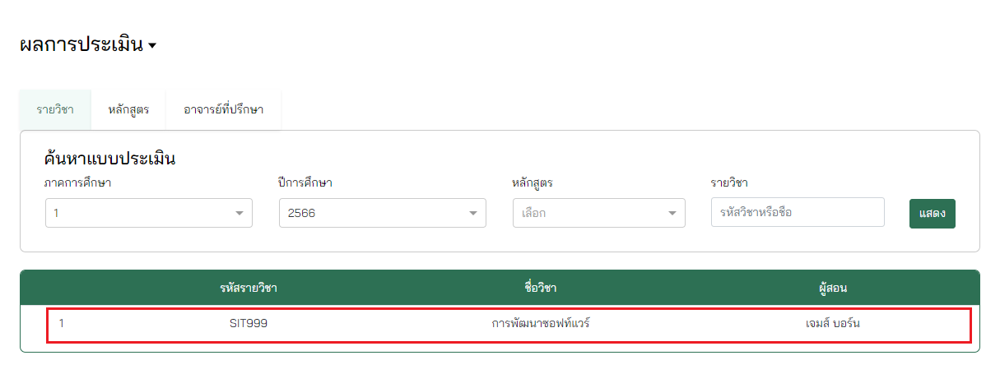 ผลการประเมิน
รายวิชา หลักสูตร อาจารย์ที่ปรึกษา
ค้นหาแบบประเมิน
ภาคการศึกษา ปีการศึกษา หลักสูตร รายวิชา
1 2566 เลือก รหัสวิชาหรือชือ แสดง
รหัสรายวิชา ชื่อวิชา ผู้สอน
1 SIT999 การพัฒนาซอฟท์แวร์ เจมส์ บอร์น